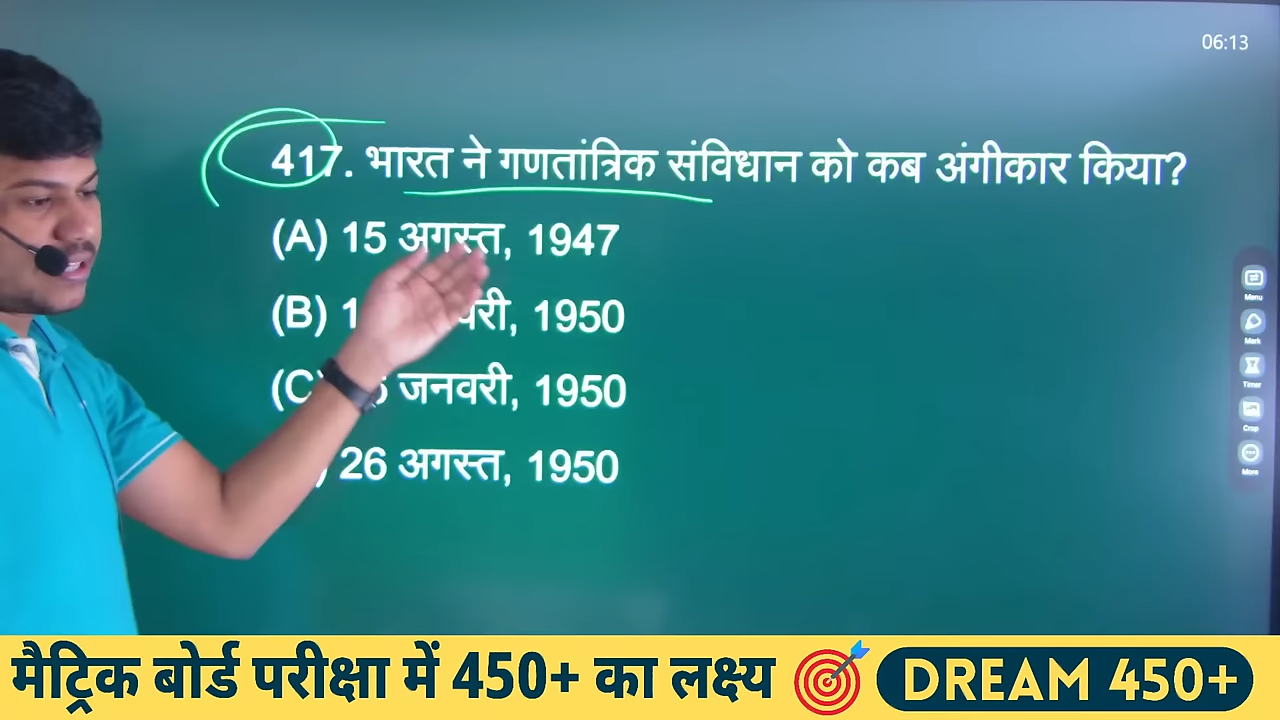 06:13
417. भारत ने गणतांत्रिक संविधान को कब अंगीकार किया?
(A) 15 अगस्त, 1947
(B) 1 वरी, 1950
(C) जनवरी, 1950
) 26 अगस्त, 1950
Menu
Mark
Timer
Crop
More
मैट्रिक बोर्ड परीक्षा में 450+ का लक्ष्य DREAM 450+